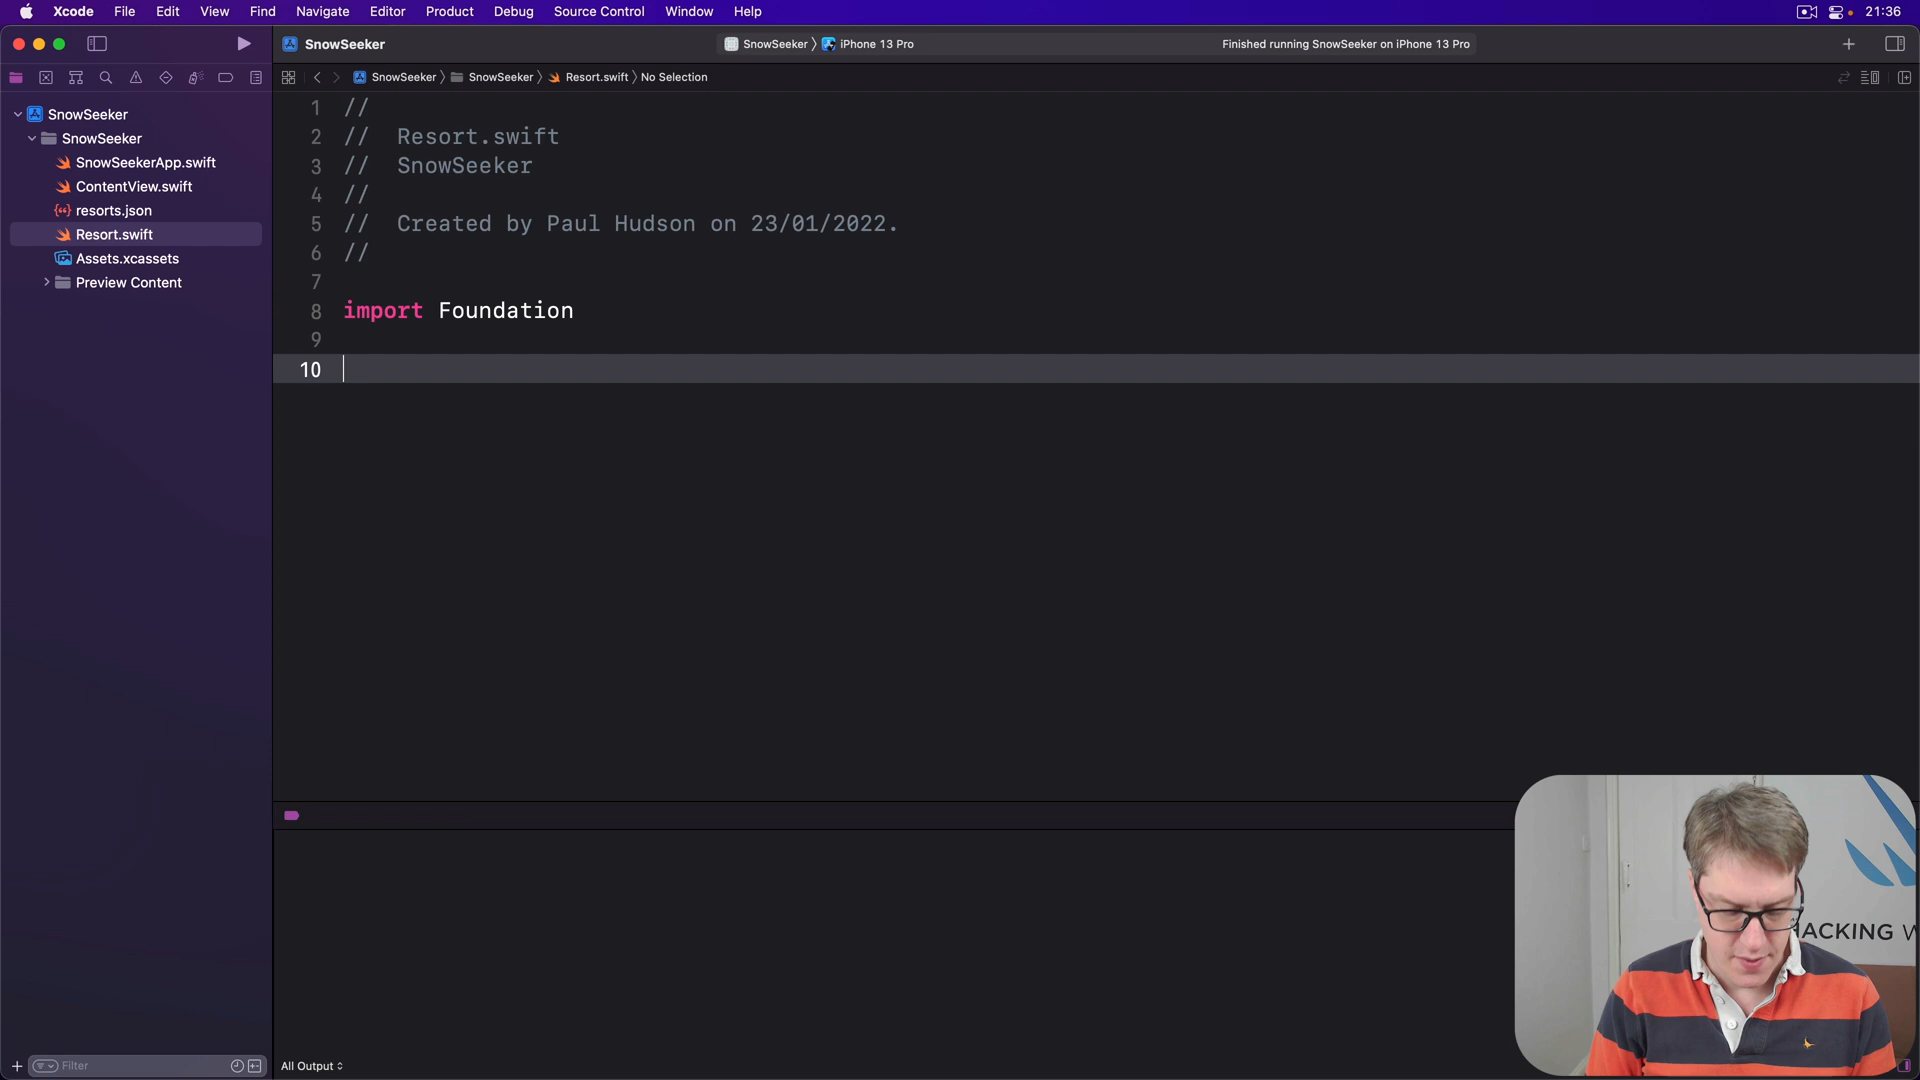 Xcode File Edit View Find Navigate Editor Product Debug Source Control Window Help 21:36
SnowSeeker SnowSeeker iPhone 13 Pro Finished running SnowSeeker on iPhone 13 Pro
SnowSeeker SnowSeeker Resort.swift No Selection
SnowSeeker
SnowSeeker
SnowSeekerApp.swift
ContentView.swift
resorts.json
Resort.swift
Assets.xcassets
Preview Content
1 //
2 // Resort.swift
3 // SnowSeeker
4 //
5 // Created by Paul Hudson on 23/01/2022.
6 //
7
8 import Foundation
9
10
HACKING W
Filter
All Output